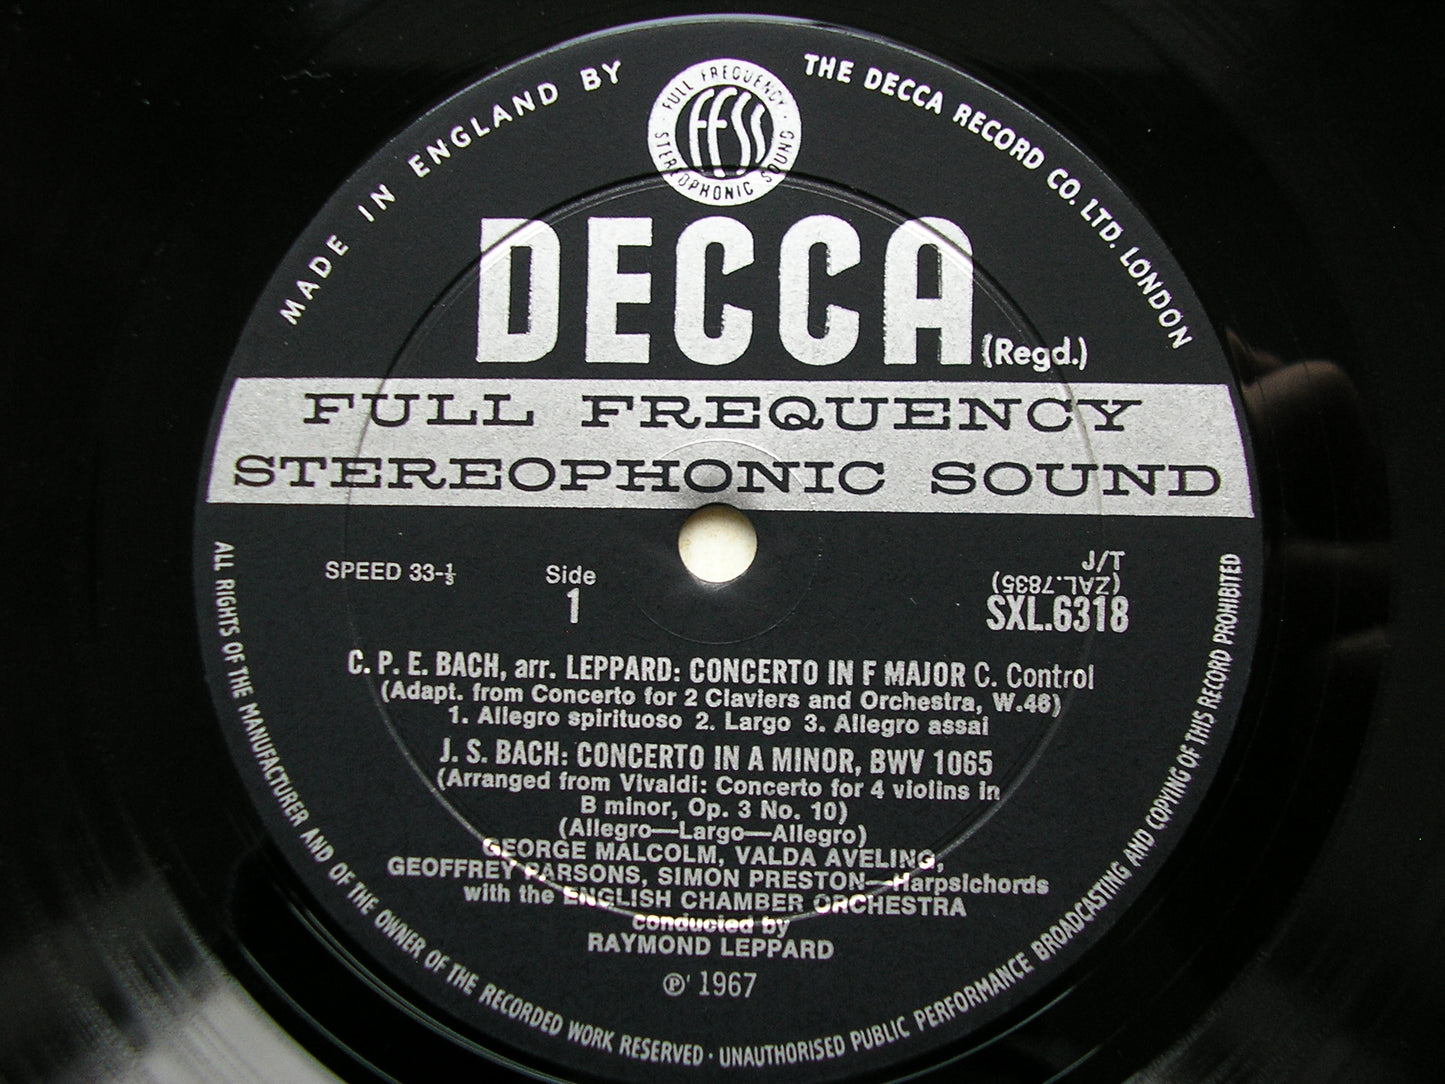 MADE IN ENGLAND BY
THE DECCA RECORD CO. LTD. LONDON
FULL FREQUENCY
ffss
STEREOPHONIC SOUND
DECCA
(Regd.)
FULL FREQUENCY
STEREOPHONIC SOUND
SPEED 33-⅓
Side
1
J/T
(ZAL.7835)
SXL.6318
C. P. E. BACH, arr. LEPPARD: CONCERTO IN F MAJOR C. Control
(Adapt. from Concerto for 2 Claviers and Orchestra, W.46)
1. Allegro spirituoso 2. Largo 3. Allegro assai
J. S. BACH: CONCERTO IN A MINOR, BWV 1065
(Arranged from Vivaldi: Concerto for 4 violins in
B minor, Op. 3 No. 10)
(Allegro—Largo—Allegro)
GEORGE MALCOLM, VALDA AVELING,
GEOFFREY PARSONS, SIMON PRESTON—Harpsichords
with the ENGLISH CHAMBER ORCHESTRA
conducted by
RAYMOND LEPPARD
℗ 1967
ALL RIGHTS OF THE MANUFACTURER AND OF THE OWNER OF THE RECORDED WORK RESERVED · UNAUTHORISED PUBLIC PERFORMANCE BROADCASTING AND COPYING OF THIS RECORD PROHIBITED